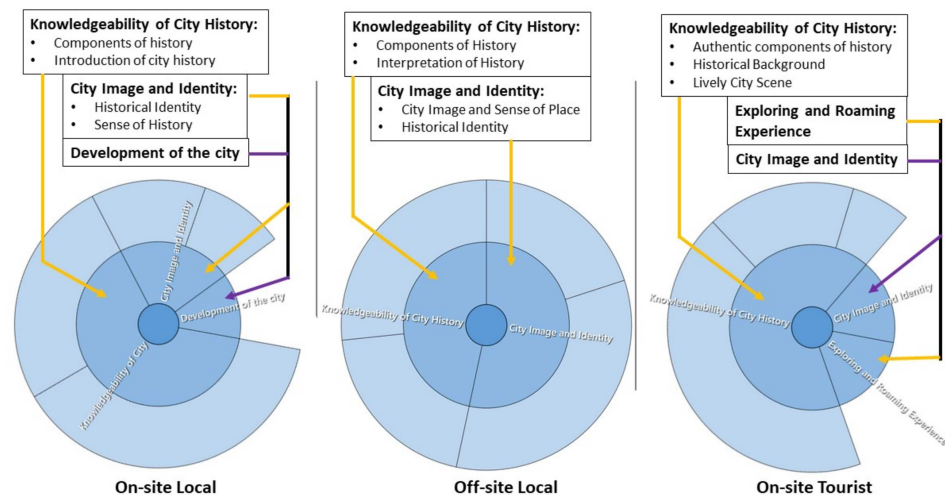 Knowledgeability of City History:
• Components of history
• Introduction of city history
City Image and Identity:
• Historical Identity
• Sense of History
Development of the city
City Image and Identity
Development of the city
Knowledgeability of City
On-site Local
Knowledgeability of City History:
• Components of History
• Interpretation of History
City Image and Identity:
• City Image and Sense of Place
• Historical Identity
Knowledgeability of City History
City Image and Identity
Off-site Local
Knowledgeability of City History:
• Authentic components of history
• Historical Background
• Lively City Scene
Exploring and Roaming
Experience
City Image and Identity
Knowledgeability of City History
City Image and Identity
Exploring and Roaming Experience
On-site Tourist